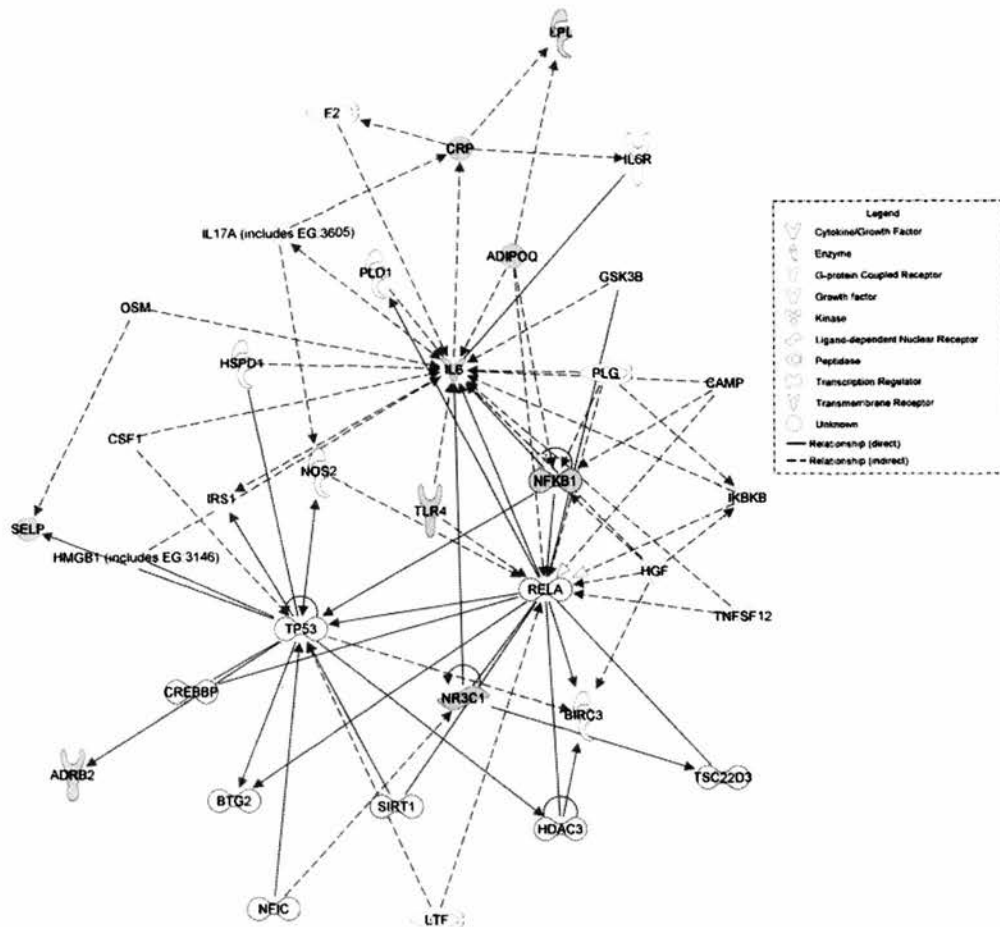 LPL
F2
CRP
IL6R
IL17A (includes EG 3605)
ADIPOQ
PLD1
GSK3B
OSM
HSPD1
IL6
PLG
CAMP
CSF1
NOS2
NFKB1
IRS1
IKBKB
TLR4
SELP
HMGB1 (includes EG 3146)
HGF
RELA
TNFSF12
TP53
CREBBP
NR3C1
BIRC3
ADRB2
TSC22D3
BTG2
SIRT1
HDAC3
NFIC
LTF
Legend
Cytokine/Growth Factor
Enzyme
G-protein Coupled Receptor
Growth factor
Kinase
Ligand-dependent Nuclear Receptor
Peptidase
Transcription Regulator
Transmembrane Receptor
Unknown
Relationship (direct)
Relationship (indirect)